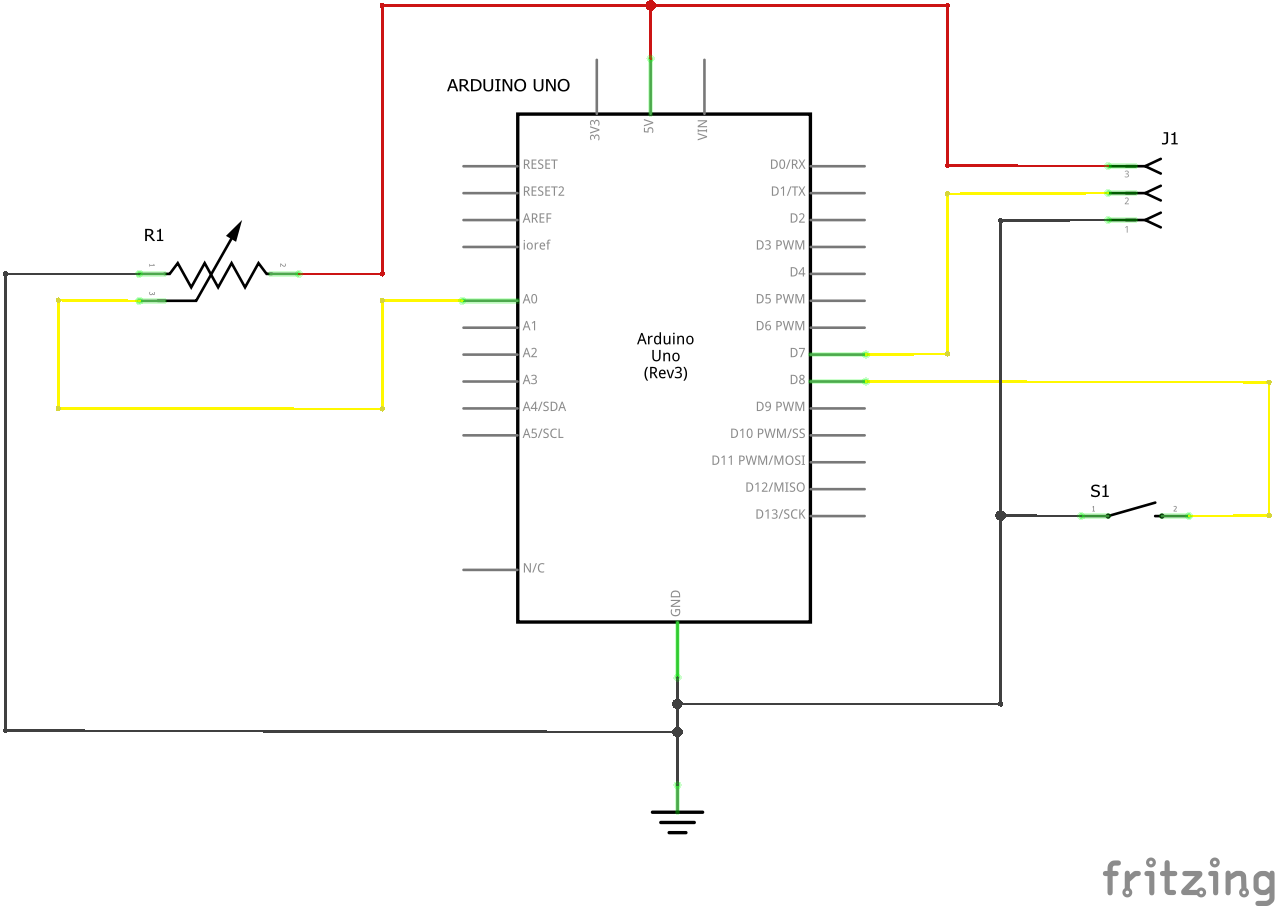 ARDUINO UNO
3V3
5V
VIN
J1
RESET
D0/RX
3
RESET2
D1/TX
2
AREF
D2
1
R1
ioref
D3 PWM
1
2
D4
3
A0
D5 PWM
A1
D6 PWM
Arduino
Uno
(Rev3)
A2
D7
A3
D8
A4/SDA
D9 PWM
A5/SCL
D10 PWM/SS
D11 PWM/MOSI
D12/MISO
S1
D13/SCK
1
2
N/C
GND
fritzing